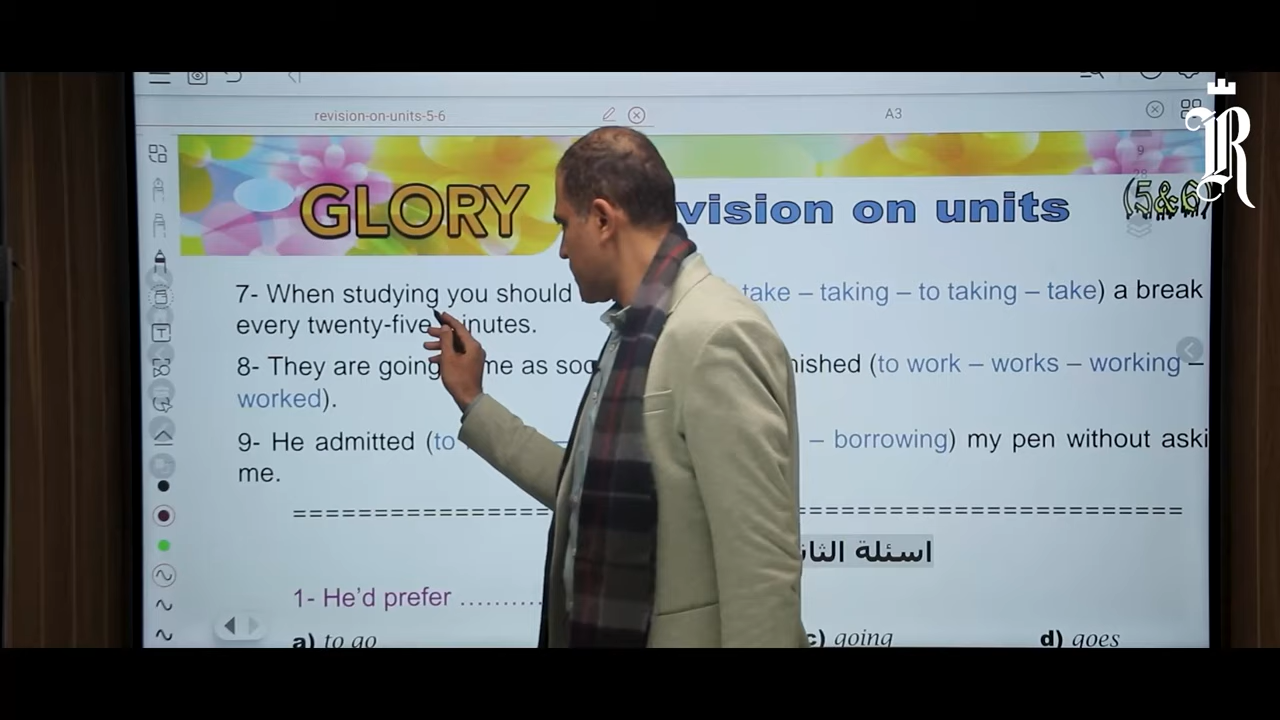 revision-on-units-5-6
A3
GLORY vision on units (5&6)
7- When studying you should take – taking – to taking – take) a break
every twenty-five minutes.
8- They are going me as soo nished (to work – works – working –
worked).
9- He admitted (to – borrowing) my pen without aski
me.
اسئلة الثان
1- He'd prefer ..........
a) to go c) going d) goes
R